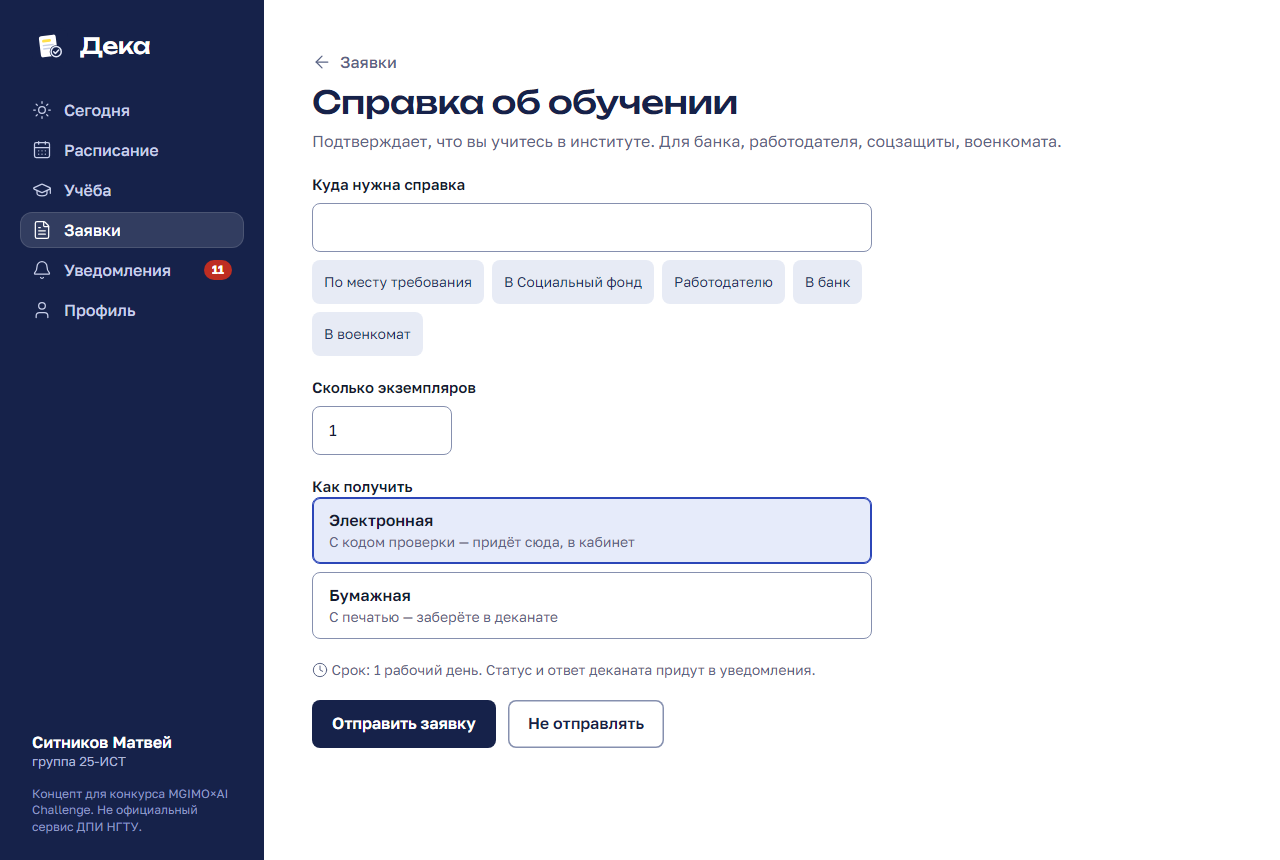 Дека
Сегодня
Расписание
Учёба
Заявки
Уведомления 11
Профиль
Ситников Матвей
группа 25-ИСТ
Концепт для конкурса MGIMO×AI
Challenge. Не официальный
сервис ДПИ НГТУ.
Заявки
Справка об обучении
Подтверждает, что вы учитесь в институте. Для банка, работодателя, соцзащиты, военкомата.
Куда нужна справка
По месту требования В Социальный фонд Работодателю В банк
В военкомат
Сколько экземпляров
1
Как получить
Электронная
С кодом проверки — придёт сюда, в кабинет
Бумажная
С печатью — заберёте в деканате
Срок: 1 рабочий день. Статус и ответ деканата придут в уведомления.
Отправить заявку Не отправлять